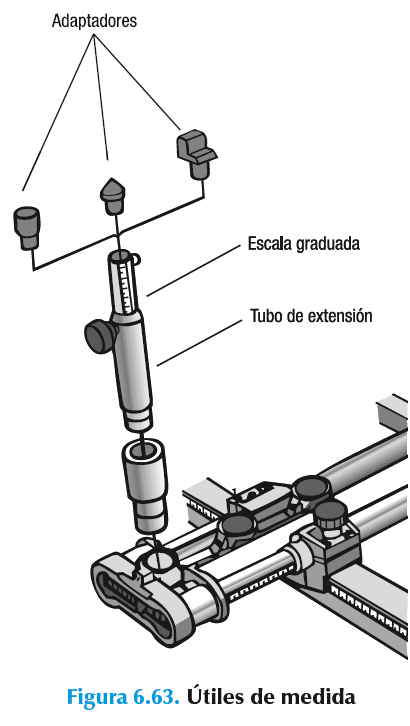 Adaptadores
Escala graduada
Tubo de extensión
Figura 6.63. Útiles de medida